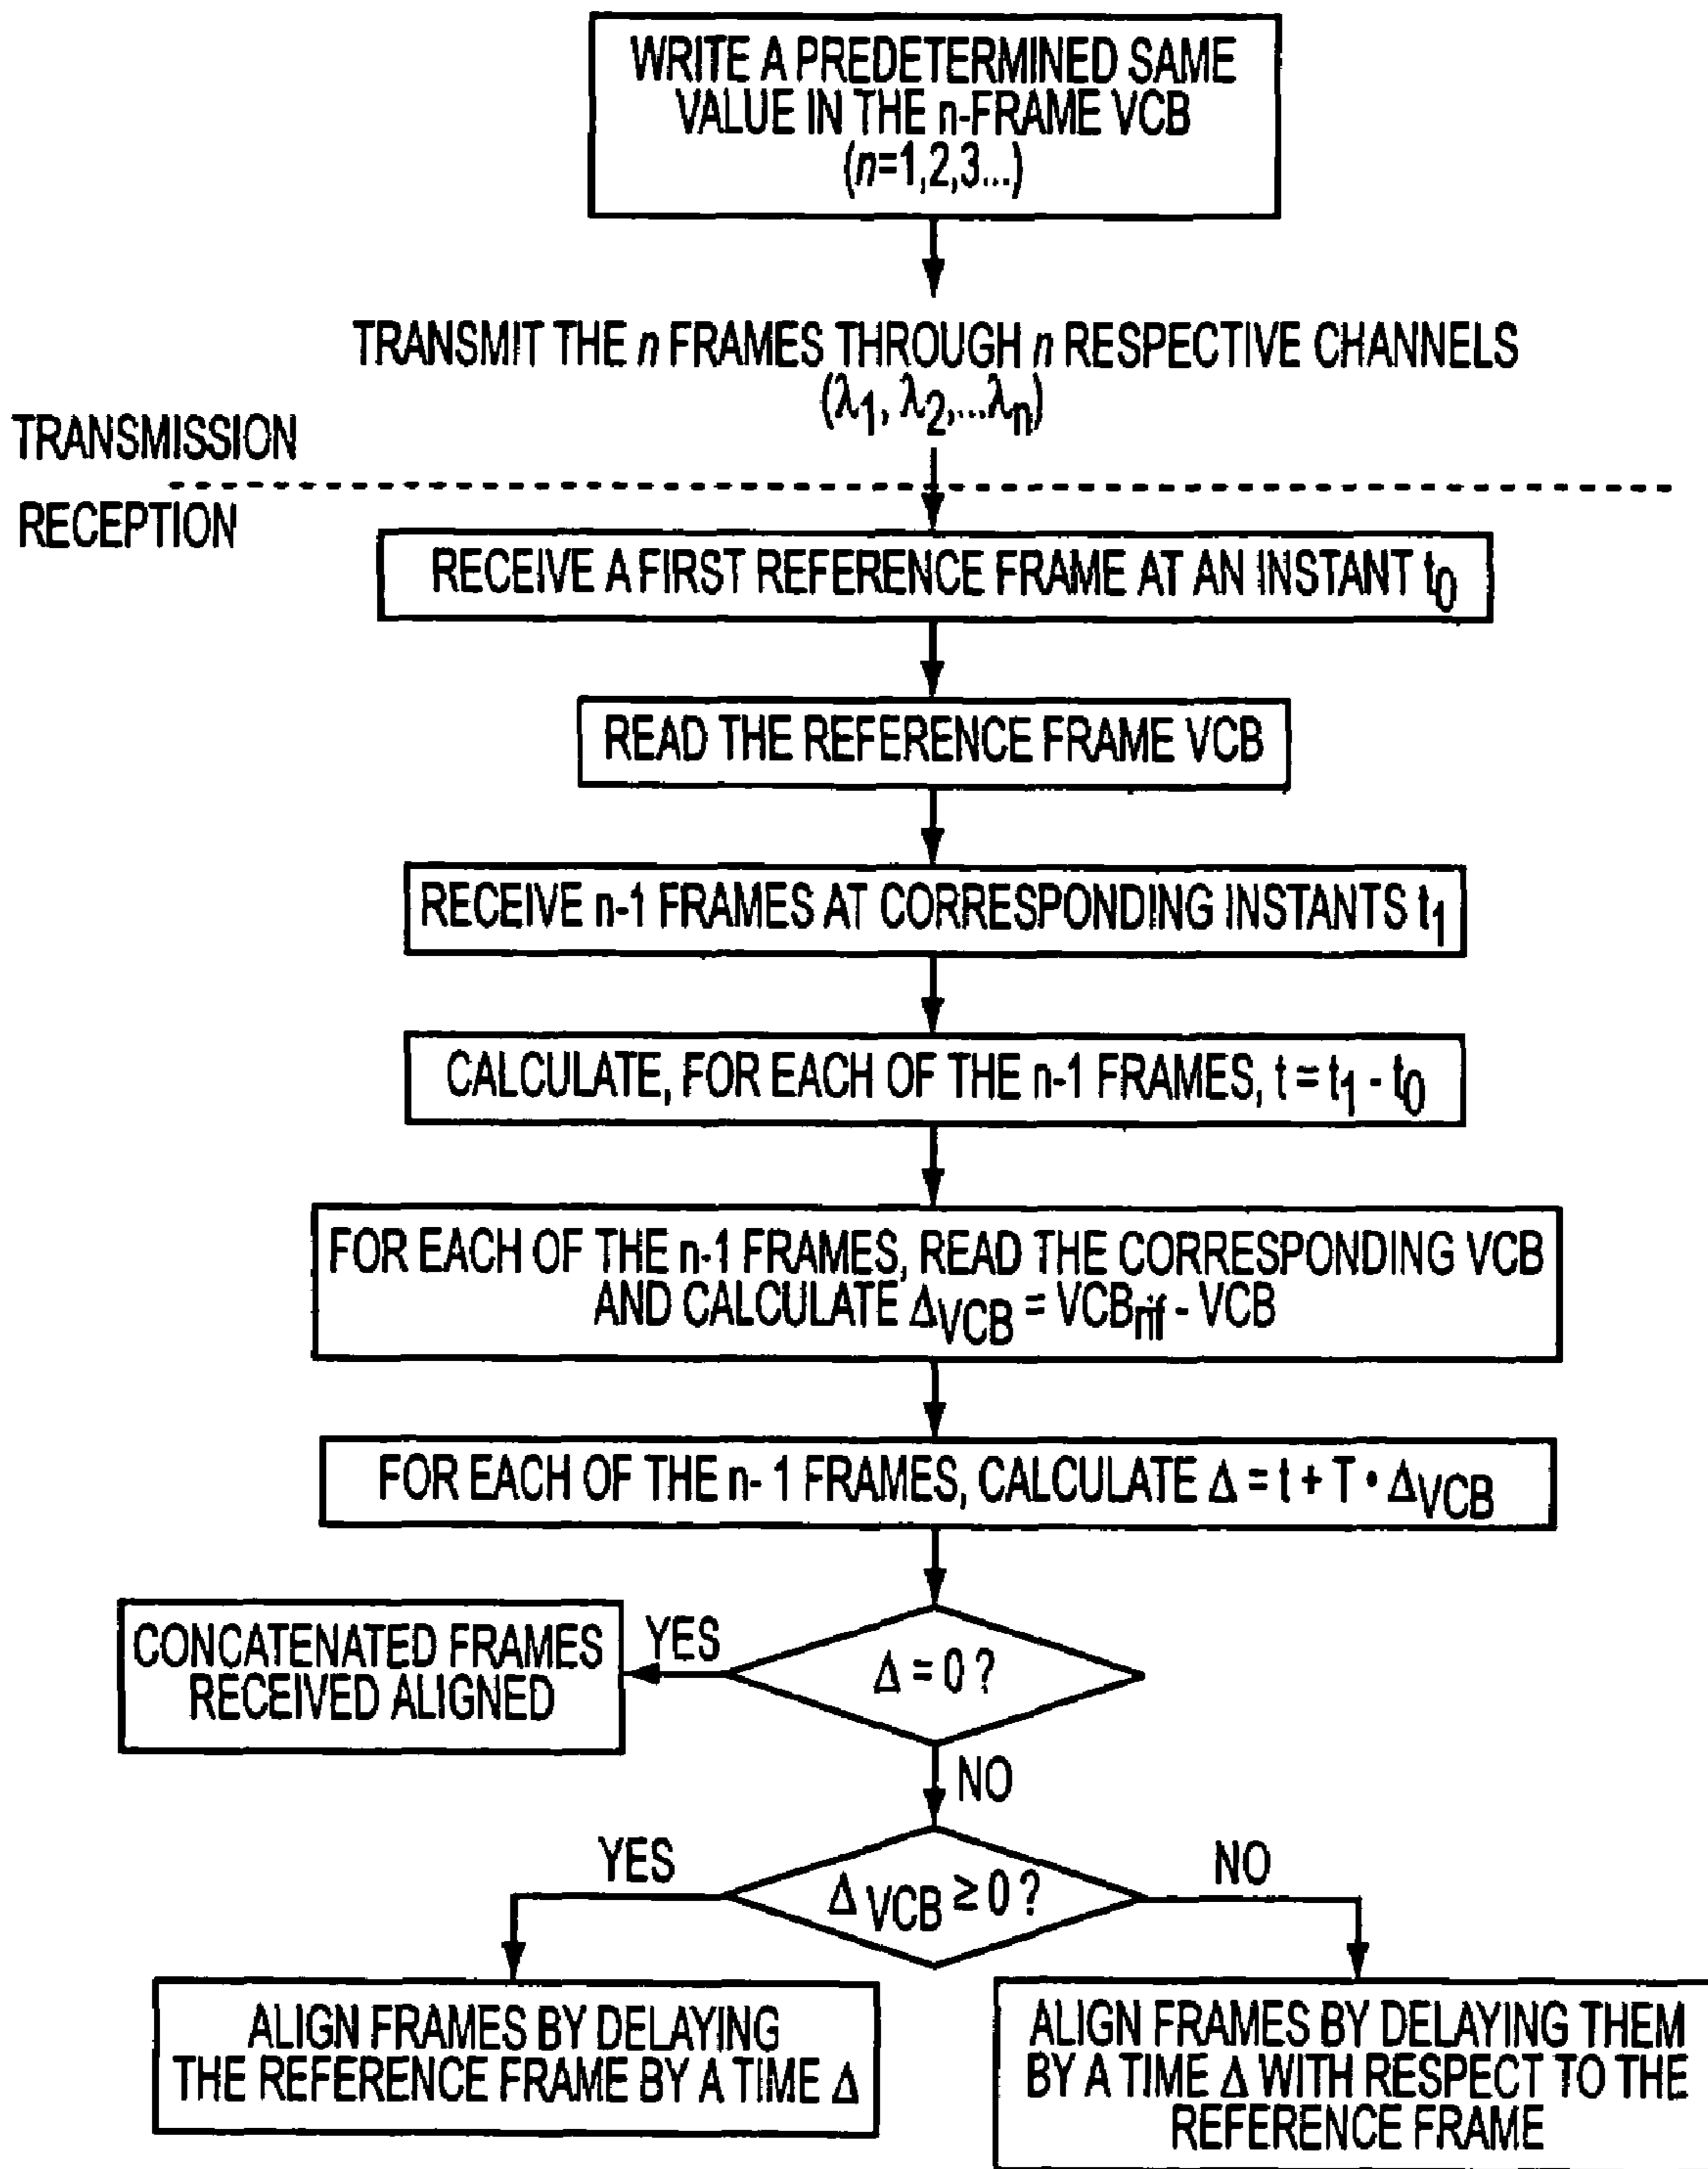 WRITE A PREDETERMINED SAME
VALUE IN THE n-FRAME VCB
(n=1,2,3...)
TRANSMIT THE n FRAMES THROUGH n RESPECTIVE CHANNELS
(λ1, λ2,...λn)
TRANSMISSION
RECEPTION
RECEIVE A FIRST REFERENCE FRAME AT AN INSTANT t0
READ THE REFERENCE FRAME VCB
RECEIVE n-1 FRAMES AT CORRESPONDING INSTANTS t1
CALCULATE, FOR EACH OF THE n-1 FRAMES, t = t1 - t0
FOR EACH OF THE n-1 FRAMES, READ THE CORRESPONDING VCB
AND CALCULATE ΔVCB = VCBrif - VCB
FOR EACH OF THE n- 1 FRAMES, CALCULATE Δ = t + T • ΔVCB
CONCATENATED FRAMES
RECEIVED ALIGNED
YES
Δ = 0 ?
NO
YES
ΔVCB ≥ 0 ?
NO
ALIGN FRAMES BY DELAYING
THE REFERENCE FRAME BY A TIME Δ
ALIGN FRAMES BY DELAYING THEM
BY A TIME Δ WITH RESPECT TO THE
REFERENCE FRAME